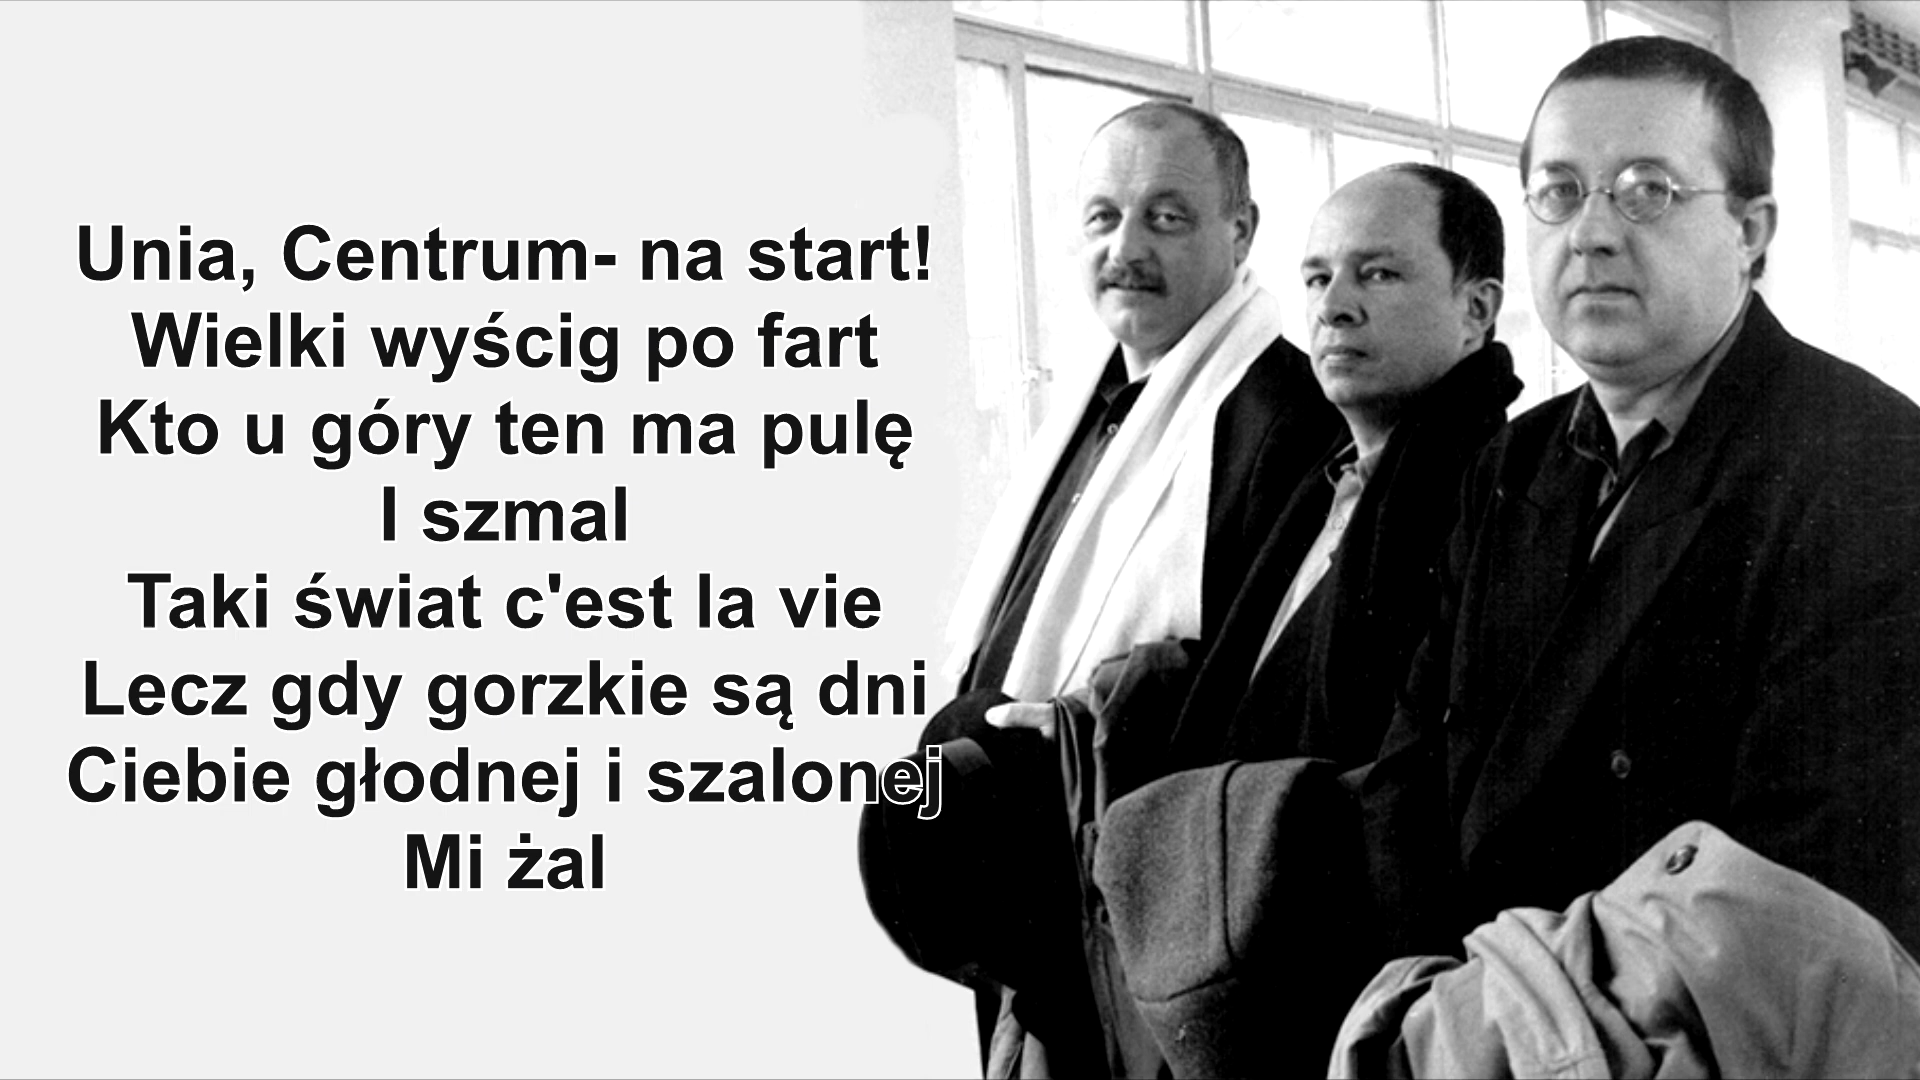 Unia, Centrum- na start!
Wielki wyścig po fart
Kto u góry ten ma pulę
I szmal
Taki świat c'est la vie
Lecz gdy gorzkie są dni
Ciebie głodnej i szalonej
Mi żal